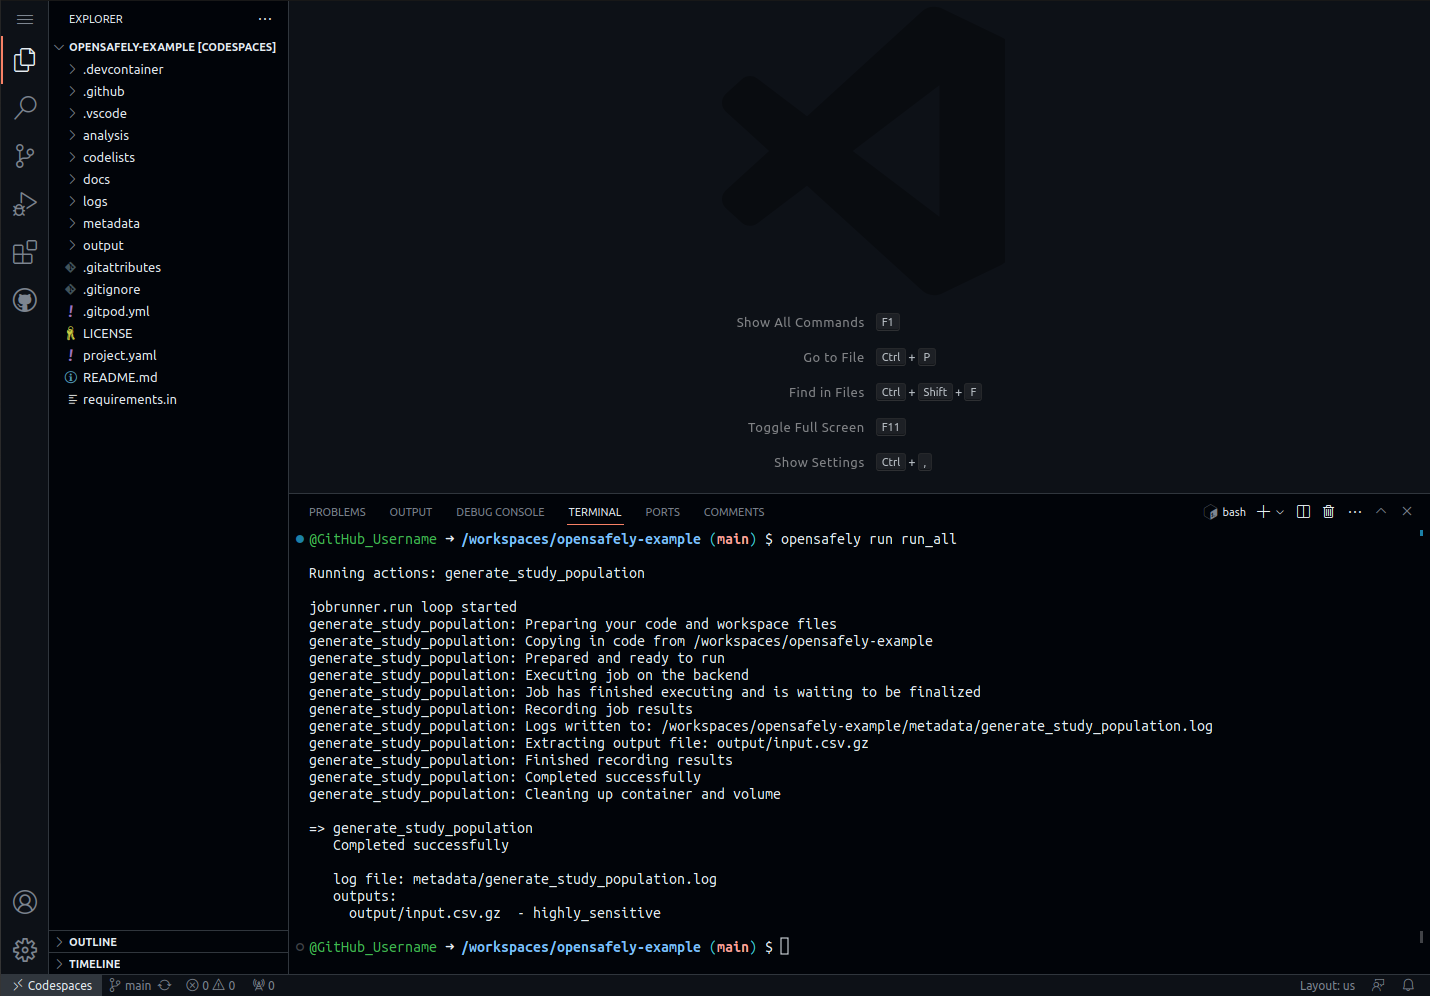 EXPLORER
OPENSAFELY-EXAMPLE [CODESPACES]
.devcontainer
.github
.vscode
analysis
codelists
docs
logs
metadata
output
.gitattributes
.gitignore
.gitpod.yml
LICENSE
project.yaml
README.md
requirements.in
OUTLINE
TIMELINE
Show All Commands F1
Go to File Ctrl + P
Find in Files Ctrl + Shift + F
Toggle Full Screen F11
Show Settings Ctrl + ,
PROBLEMS OUTPUT DEBUG CONSOLE TERMINAL PORTS COMMENTS bash
@GitHub_Username ➜ /workspaces/opensafely-example (main) $ opensafely run run_all
Running actions: generate_study_population
jobrunner.run loop started
generate_study_population: Preparing your code and workspace files
generate_study_population: Copying in code from /workspaces/opensafely-example
generate_study_population: Prepared and ready to run
generate_study_population: Executing job on the backend
generate_study_population: Job has finished executing and is waiting to be finalized
generate_study_population: Recording job results
generate_study_population: Logs written to: /workspaces/opensafely-example/metadata/generate_study_population.log
generate_study_population: Extracting output file: output/input.csv.gz
generate_study_population: Finished recording results
generate_study_population: Completed successfully
generate_study_population: Cleaning up container and volume
=> generate_study_population
Completed successfully
log file: metadata/generate_study_population.log
outputs:
output/input.csv.gz - highly_sensitive
@GitHub_Username ➜ /workspaces/opensafely-example (main) $
Codespaces main 0 0 0 Layout: us